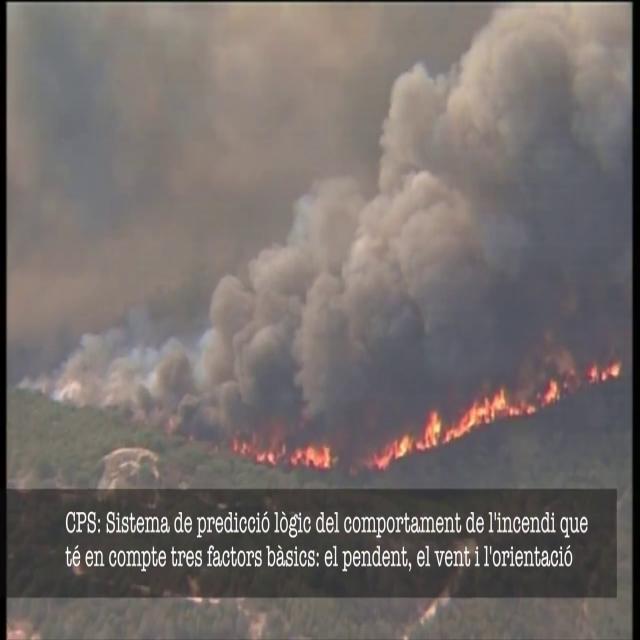 CPS: Sistema de predicció lògic del comportament de l'incendi que
té en compte tres factors bàsics: el pendent, el vent i l'orientació